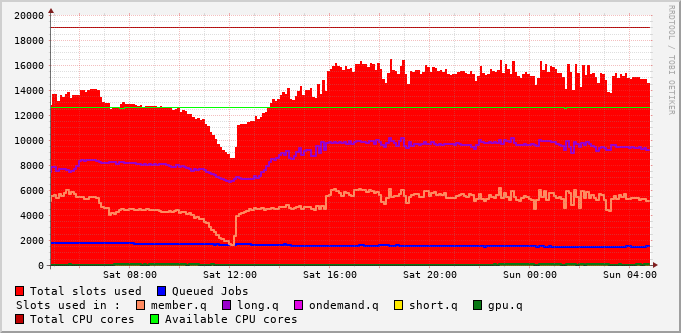 20000
18000
16000
14000
12000
10000
8000
6000
4000
2000
0
Sat 08:00 Sat 12:00 Sat 16:00 Sat 20:00 Sun 00:00 Sun 04:00
Total slots used Queued Jobs
Slots used in : member.q long.q ondemand.q short.q gpu.q
Total CPU cores Available CPU cores
RRDTOOL / TOBI OETIKER